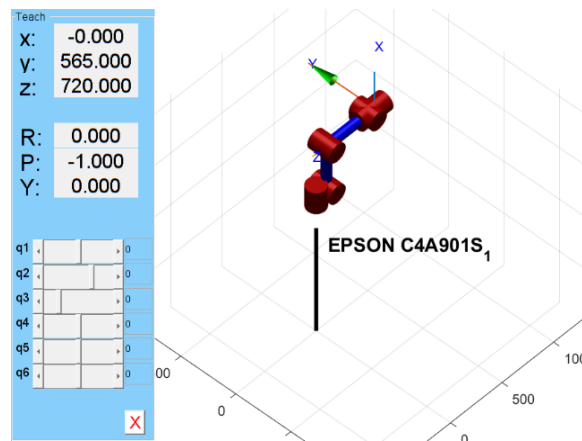 Teach
x: -0.000
y: 565.000
z: 720.000
R: 0.000
P: -1.000
Y: 0.000
q1 0
q2 0
q3 0
q4 0
q5 0
q6 0
X
X
Y
Z
EPSON C4A901S1
00
0
0
500
100